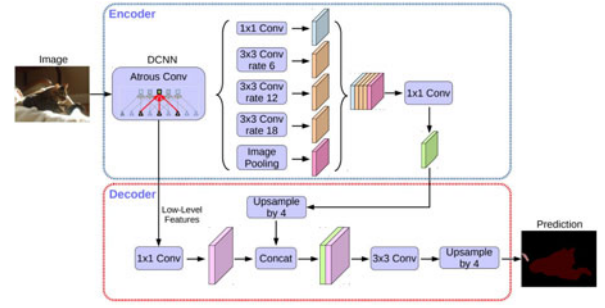 Encoder
Image
DCNN
Atrous Conv
1x1 Conv
3x3 Conv
rate 6
3x3 Conv
rate 12
3x3 Conv
rate 18
Image
Pooling
1x1 Conv
Decoder
Low-Level
Features
Upsample
by 4
1x1 Conv
Concat
3x3 Conv
Upsample
by 4
Prediction